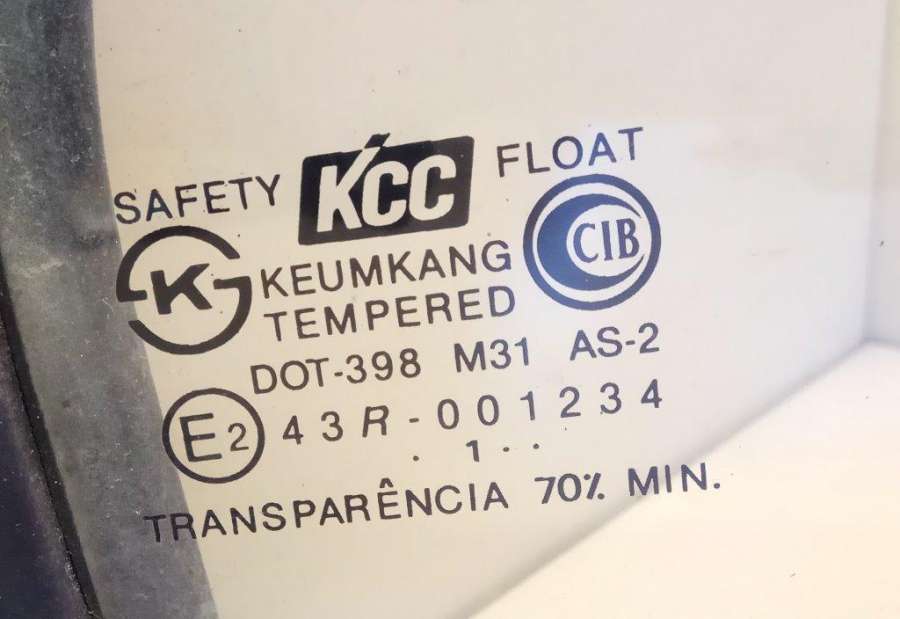 SAFETY KCC FLOAT
K KEUMKANG CIB
TEMPERED
DOT-398 M31 AS-2
E2 43R-001234
. 1 . .
TRANSPARÊNCIA 70% MIN.